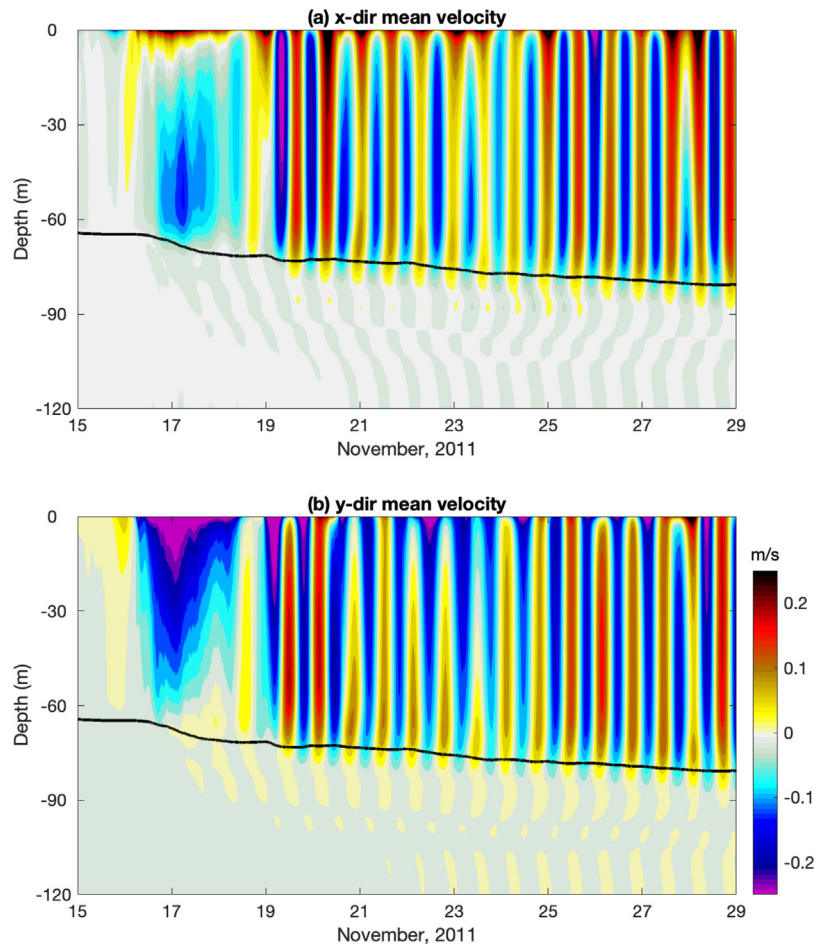 (a) x-dir mean velocity
0
-30
-60
-90
-120
Depth (m)
15 17 19 21 23 25 27 29
November, 2011
(b) y-dir mean velocity
0
-30
-60
-90
-120
Depth (m)
15 17 19 21 23 25 27 29
November, 2011
m/s
0.2
0.1
0
-0.1
-0.2